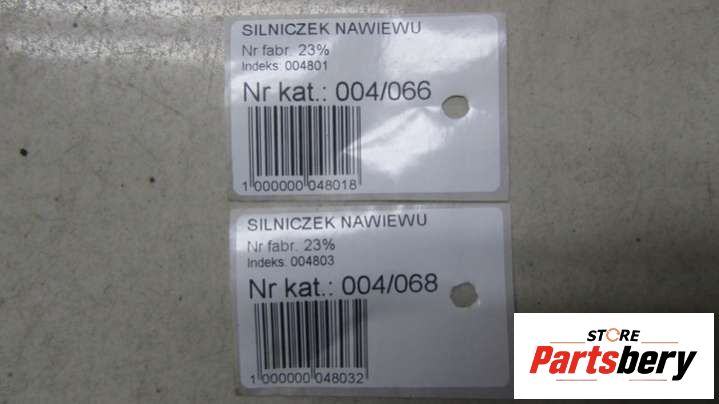 SILNICZEK NAWIEWU
Nr fabr. 23%
Indeks: 004801
Nr kat.: 004/066
1 000000 048018
SILNICZEK NAWIEWU
Nr fabr. 23%
Indeks: 004803
Nr kat.: 004/068
1 000000 048032
STORE
Partsbery